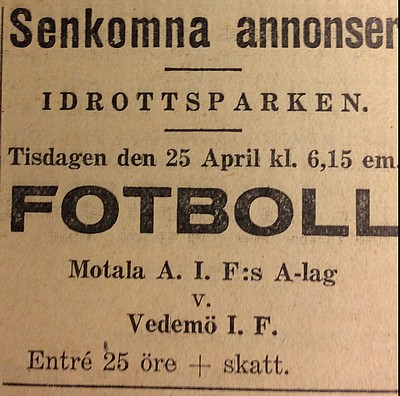 Senkomna annonser
IDROTTSPARKEN.
Tisdagen den 25 April kl. 6,15 em.
FOTBOLL
Motala A. I. F:s A-lag
v.
Vedemö I. F.
Entré 25 öre + skatt.